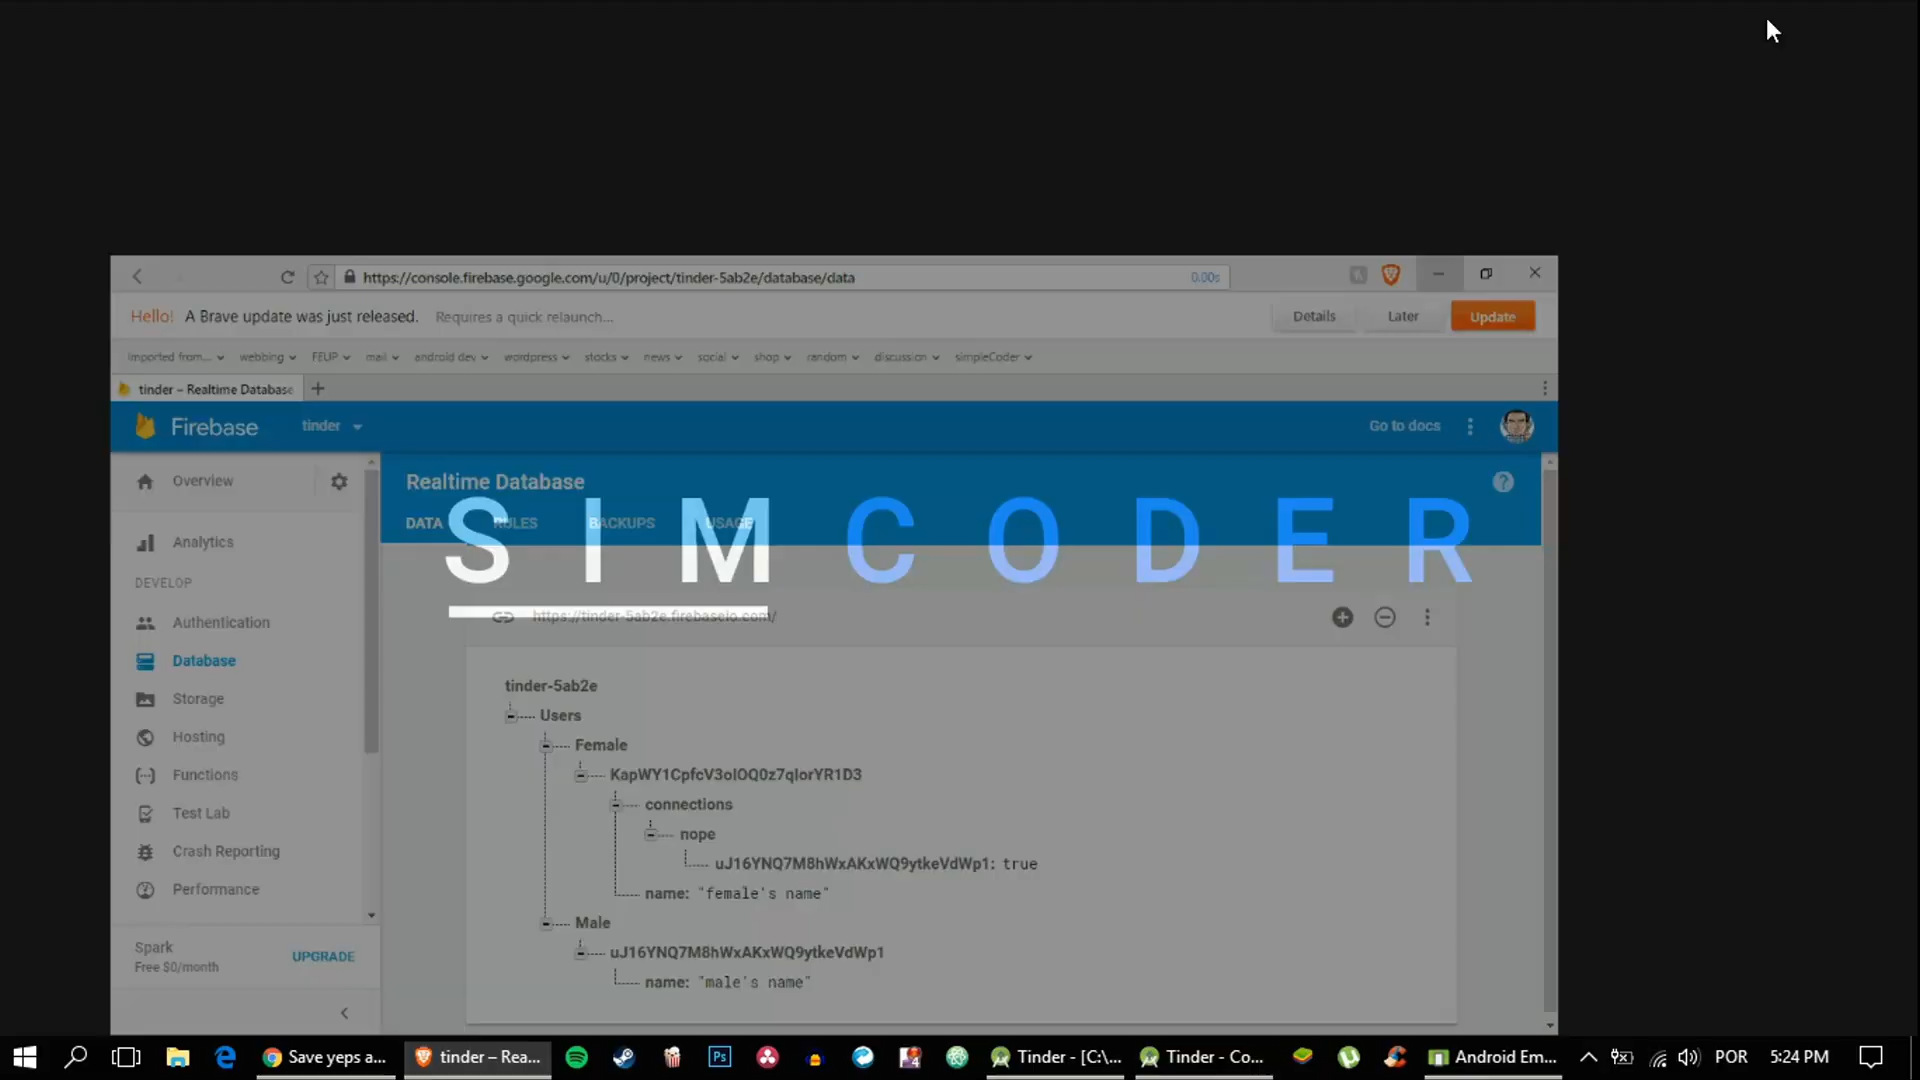 https://console.firebase.google.com/u/0/project/tinder-5ab2e/database/data
0.00s
Hello! A Brave update was just released. Requires a quick relaunch...
Details
Later
Update
Imported from...
webbing
FEUP
mail
android dev
wordpress
stocks
news
social
shop
random
discussion
simpleCoder
tinder – Realtime Database
Firebase
tinder
Go to docs
Overview
Realtime Database
DATA
RULES
BACKUPS
USAGE
SIMCODER
Analytics
DEVELOP
Authentication
Database
Storage
Hosting
Functions
Test Lab
Crash Reporting
Performance
Spark
Free $0/month
UPGRADE
https://tinder-5ab2e.firebaseio.com/
tinder-5ab2e
Users
Female
KapWY1CpfcV3oIOQ0z7qIorYR1D3
connections
nope
uJ16YNQ7M8hWxAKxWQ9ytkeVdWp1: true
name: "female's name"
Male
uJ16YNQ7M8hWxAKxWQ9ytkeVdWp1
name: "male's name"
Save yeps a...
tinder – Rea...
Ps
Tinder - [C:\...
Tinder - Co...
Android Em...
POR
5:24 PM